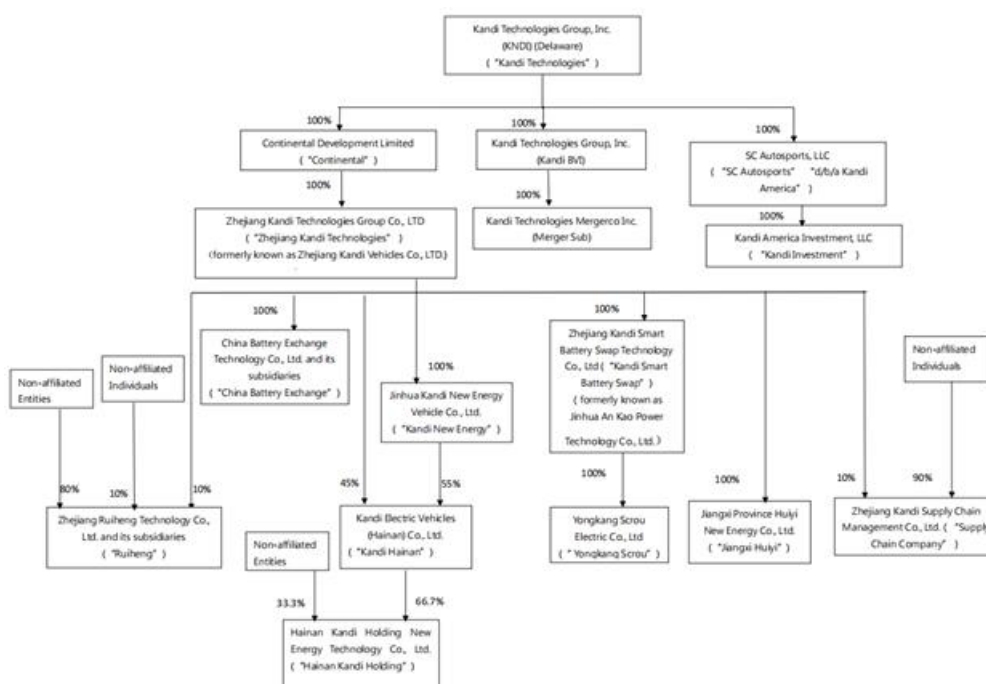 Kandi Technologies Group, Inc.
(KNDI) (Delaware)
( “Kandi Technologies” )
100%
100%
100%
Continental Development Limited
( “Continental” )
Kandi Technologies Group, Inc.
(Kandi BVI)
SC Autosports, LLC
( “SC Autosports” “d/b/a Kandi
America” )
100%
100%
100%
Zhejiang Kandi Technologies Group Co., LTD
( “Zhejiang Kandi Technologies” )
(formerly known as Zhejiang Kandi Vehicles Co., LTD.)
Kandi Technologies Mergerco Inc.
(Merger Sub)
Kandi America Investment, LLC
( “Kandi Investment” )
100%
100%
China Battery Exchange
Technology Co., Ltd. and its
subsidiaries
( “China Battery Exchange” )
Zhejiang Kandi Smart
Battery Swap Technology
Co., Ltd ( “Kandi Smart
Battery Swap” )
( formerly known as
Jinhua An Kao Power
Technology Co., Ltd. )
Non-affiliated
Entities
Non-affiliated
Individuals
Non-affiliated
Individuals
100%
Jinhua Kandi New Energy
Vehicle Co., Ltd.
( “Kandi New Energy” )
80%
10%
10%
45%
55%
100%
100%
10%
90%
Zhejiang Ruiheng Technology Co.,
Ltd. and its subsidiaries
( “Ruiheng” )
Kandi Electric Vehicles
(Hainan) Co., Ltd.
( “Kandi Hainan” )
Yongkang Scrou
Electric Co., Ltd
( “ Yongkang Scrou” )
Jiangxi Province Huiyi
New Energy Co., Ltd.
( “Jiangxi Huiyi” )
Zhejiang Kandi Supply Chain
Management Co., Ltd. ( “Supply
Chain Company” )
Non-affiliated
Entities
33.3%
66.7%
Hainan Kandi Holding New
Energy Technology Co., Ltd.
( “Hainan Kandi Holding” )